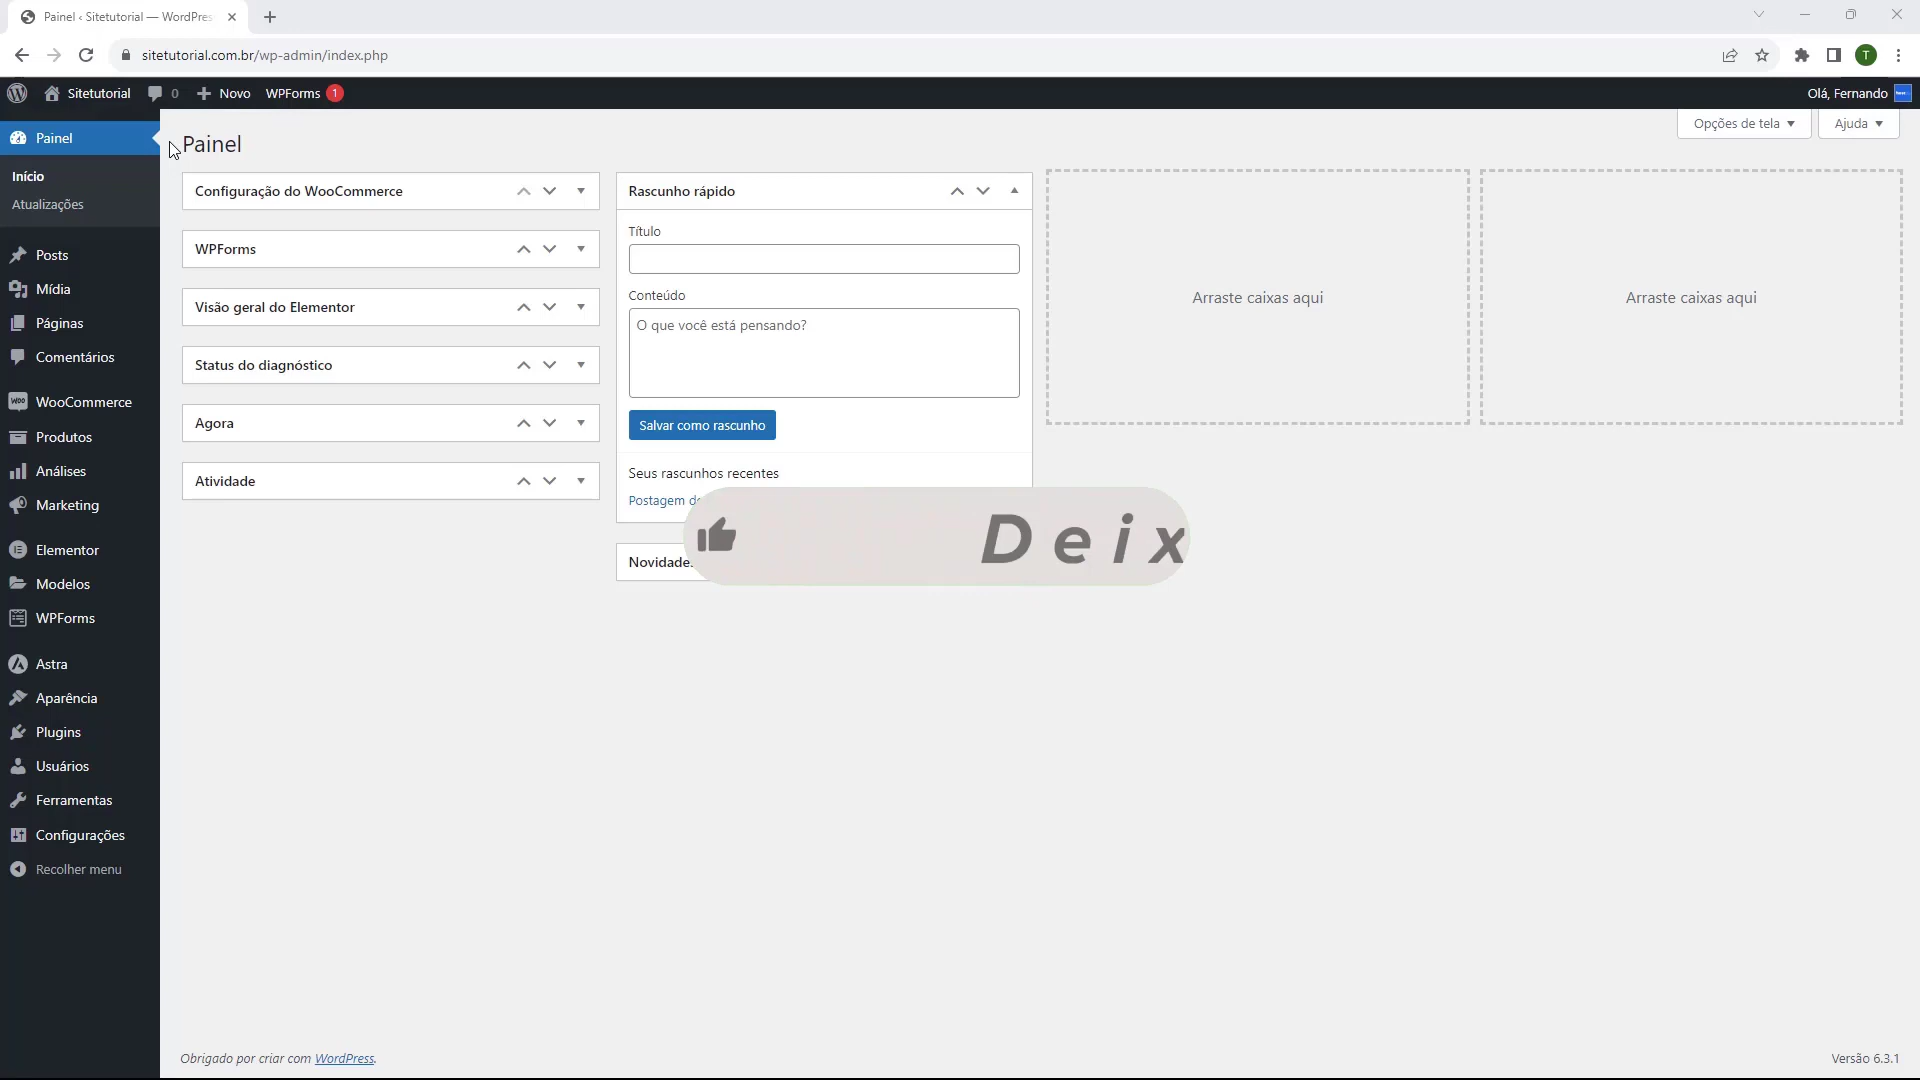 Painel ‹ Sitetutorial — WordPres
sitetutorial.com.br/wp-admin/index.php
T
Sitetutorial
0
Novo
WPForms 1
Olá, Fernando
Painel
Início
Atualizações
Posts
Mídia
Páginas
Comentários
WooCommerce
Produtos
Análises
Marketing
Elementor
Modelos
WPForms
Astra
Aparência
Plugins
Usuários
Ferramentas
Configurações
Recolher menu
Painel
Opções de tela
Ajuda
Configuração do WooCommerce
WPForms
Visão geral do Elementor
Status do diagnóstico
Agora
Atividade
Rascunho rápido
Título
Conteúdo
O que você está pensando?
Salvar como rascunho
Seus rascunhos recentes
Postagem
Deix
Arraste caixas aqui
Arraste caixas aqui
Obrigado por criar com WordPress.
Versão 6.3.1